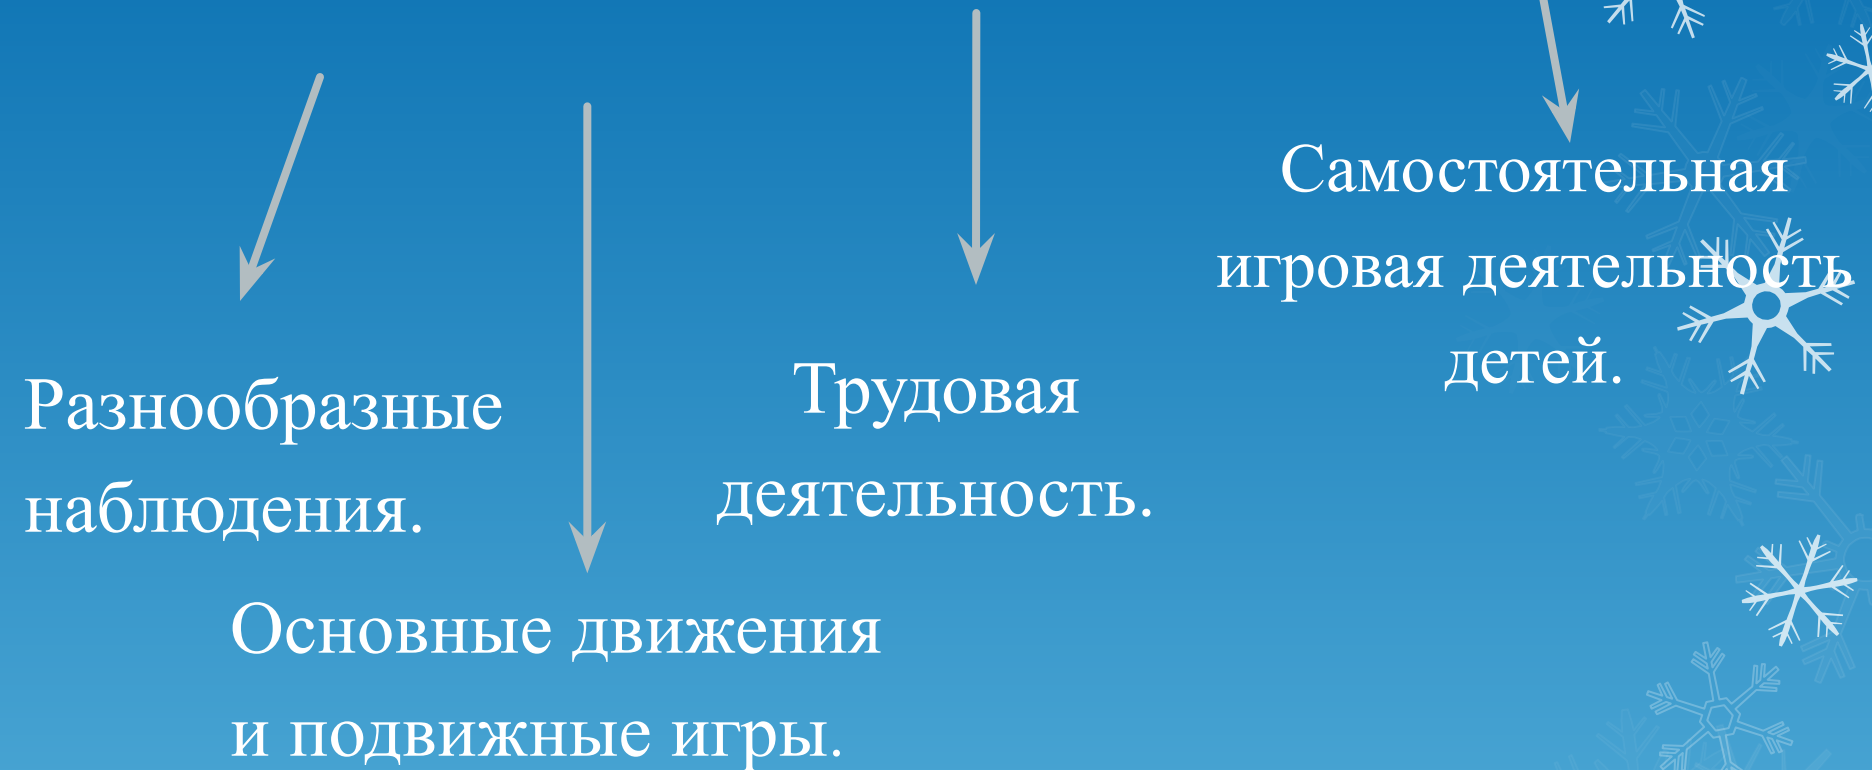 Разнообразные
наблюдения.
Основные движения
и подвижные игры.
Трудовая
деятельность.
Самостоятельная
игровая деятельность
детей.